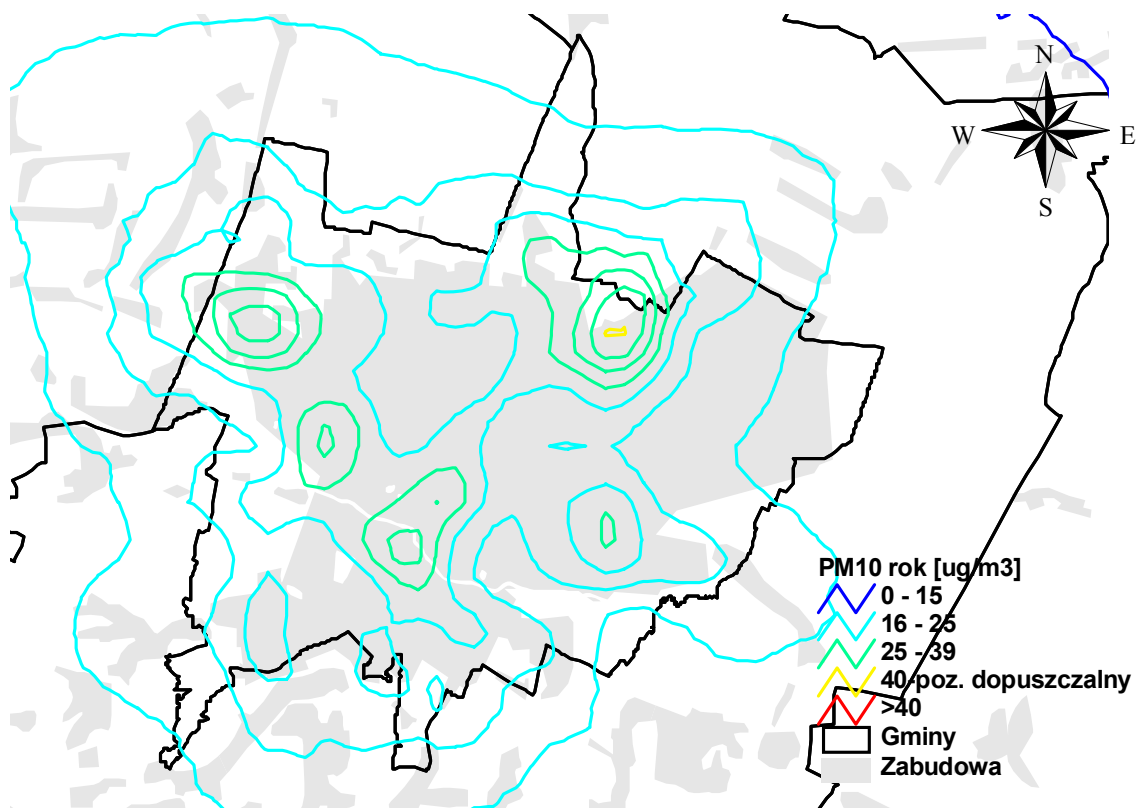 N
W E
S
PM10 rok [ug/m3]
0 - 15
16 - 25
25 - 39
40-poz. dopuszczalny
>40
Gminy
Zabudowa